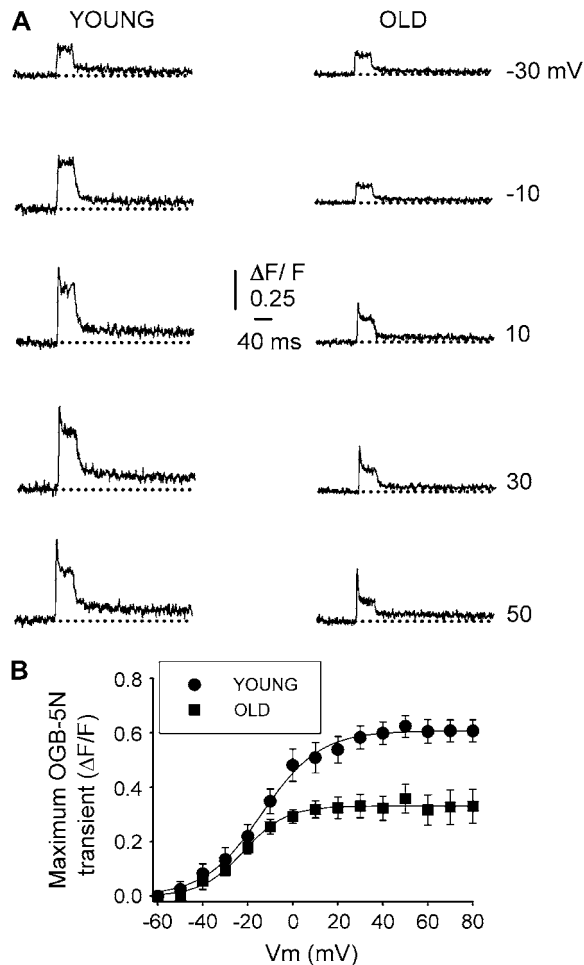 A YOUNG OLD
-30 mV
-10
ΔF/ F
0.25
40 ms
10
30
50
B
YOUNG
OLD
Maximum OGB-5N
transient (ΔF/F)
0.8
0.6
0.4
0.2
0.0
-60 -40 -20 0 20 40 60 80
Vm (mV)